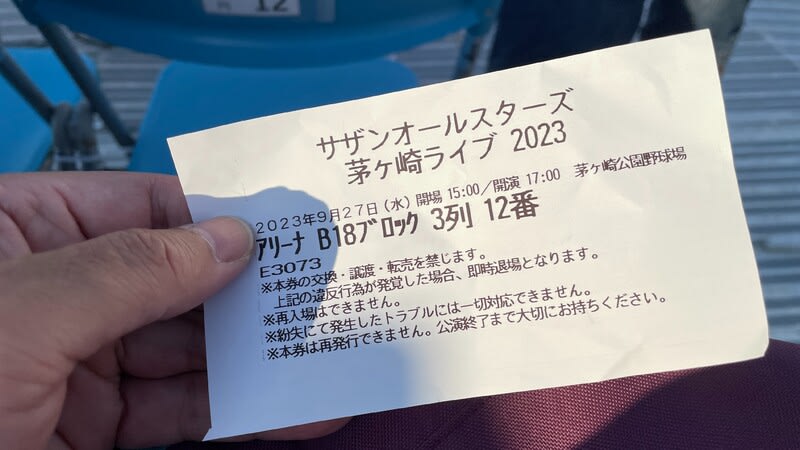 12
サザンオールスターズ
茅ヶ崎ライブ 2023
2023年9月27日(水) 開場 15:00/開演 17:00 茅ヶ崎公園野球場
ｱﾘｰﾅ B18ﾌﾞﾛｯｸ 3列 12番
E3073
※本券の交換・譲渡・転売を禁じます。
上記の違反行為が発覚した場合、即時退場となります。
※再入場はできません。
※紛失にて発生したトラブルには一切対応できません。
※本券は再発行できません。公演終了まで大切にお持ちください。